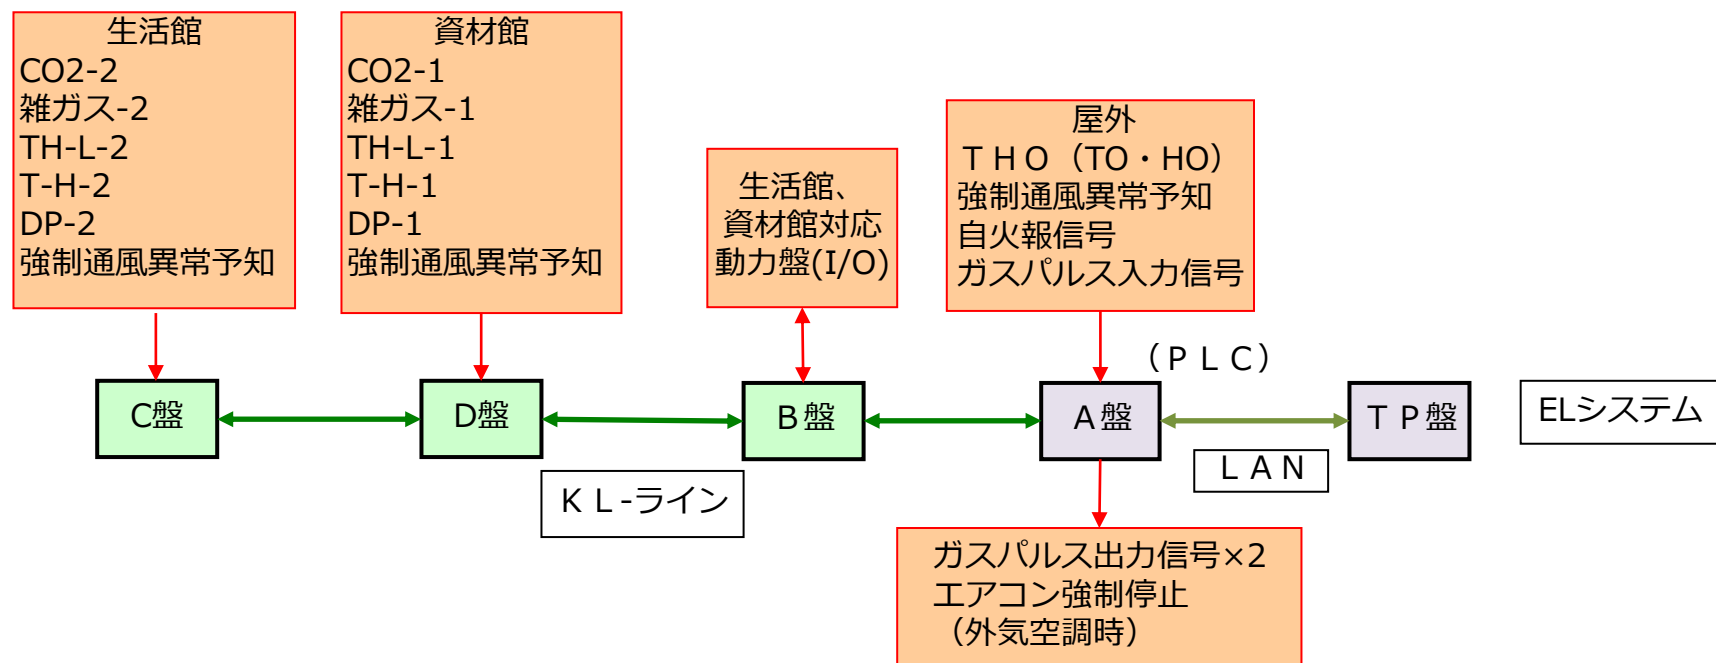 生活館
CO2-2
雑ガス-2
TH-L-2
T-H-2
DP-2
強制通風異常予知
資材館
CO2-1
雑ガス-1
TH-L-1
T-H-1
DP-1
強制通風異常予知
生活館、
資材館対応
動力盤(I/O)
屋外
ＴＨＯ（TO・HO）
強制通風異常予知
自火報信号
ガスパルス入力信号
（ＰＬＣ）
C盤
D盤
Ｂ盤
Ａ盤
ＴＰ盤
ELシステム
ＫＬ-ライン
ＬＡＮ
ガスパルス出力信号×2
エアコン強制停止
（外気空調時）